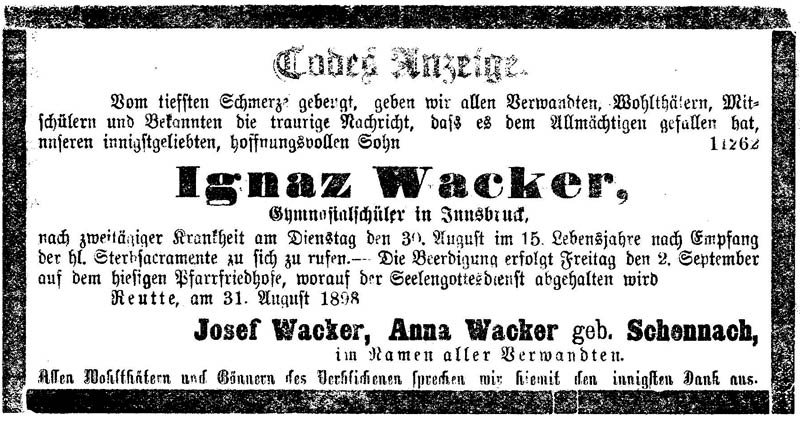 Todes Anzeige.
Vom tiefsten Schmerze gebeugt, geben wir allen Verwandten, Wohlthätern, Mit-
schülern und Bekannten die traurige Nachricht, daß es dem Allmächtigen gefallen hat,
unseren innigstgeliebten, hoffnungsvollen Sohn 11262
Ignaz Wacker,
Gymnasialschüler in Innsbruck,
nach zweitägiger Krankheit am Dienstag den 30. August im 15. Lebensjahre nach Empfang
der hl. Sterbsacramente zu sich zu rufen. — Die Beerdigung erfolgt Freitag den 2. September
auf dem hiesigen Pfarrfriedhofe, worauf der Seelengottesdienst abgehalten wird
Reutte, am 31. August 1898
Josef Wacker, Anna Wacker geb. Schennach,
im Namen aller Verwandten.
Allen Wohlthätern und Gönnern des Verblichenen sprechen wir hiemit den innigsten Dank aus.